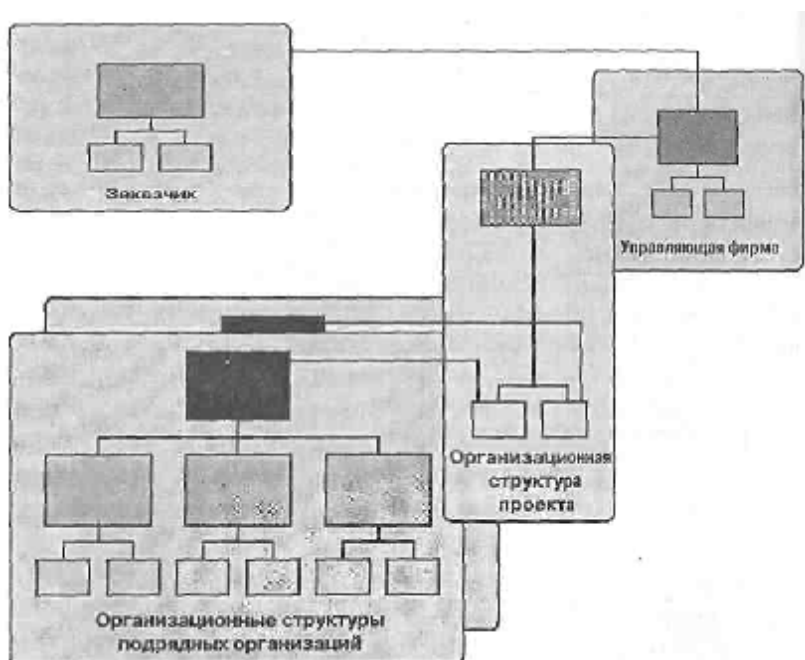 Заказчик
Управляющая фирма
Организационная
структура
проекта
Организационные структуры
подрядных организаций